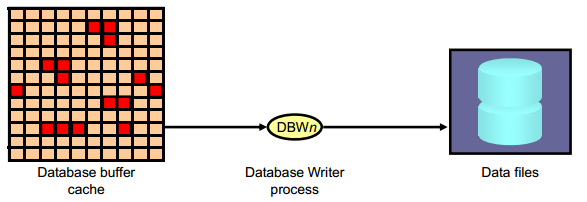 DBWn
Database buffer
cache
Database Writer
process
Data files